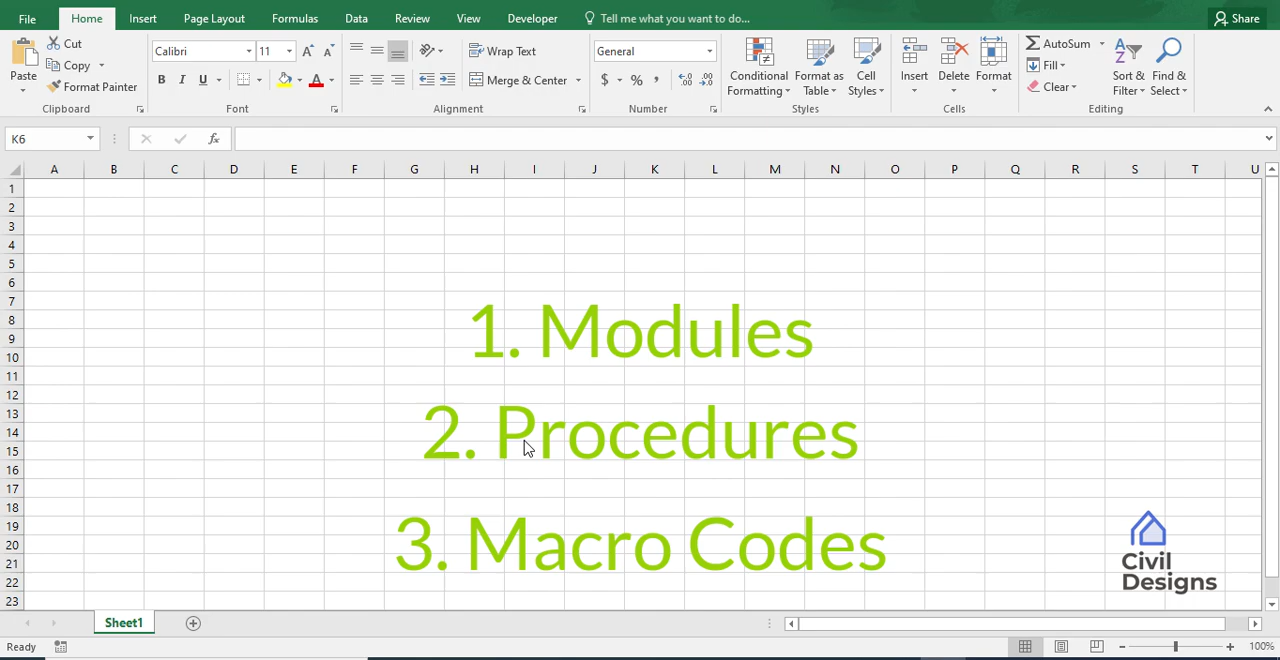 File Home Insert Page Layout Formulas Data Review View Developer Tell me what you want to do... Share
Paste Cut Copy Format Painter
Calibri 11 B I U A
Wrap Text Merge & Center
General $ % ,
Conditional Formatting Format as Table Cell Styles
Insert Delete Format
AutoSum Fill Clear
Sort & Filter Find & Select
Clipboard Font Alignment Number Styles Cells Editing
K6 fx
A B C D E F G H I J K L M N O P Q R S T U
1
2
3
4
5
6
7
8
9
10
11
12
13
14
15
16
17
18
19
20
21
22
23
1. Modules
2. Procedures
3. Macro Codes
Civil
Designs
Sheet1
Ready 100%